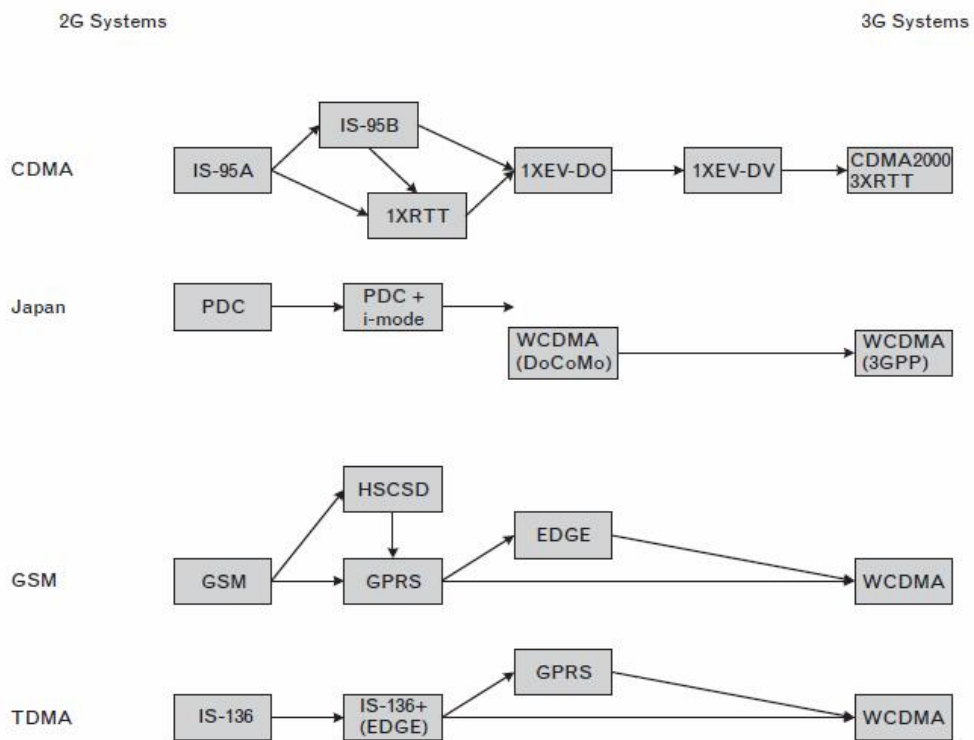 2G Systems
3G Systems
CDMA
IS-95A
IS-95B
1XRTT
1XEV-DO
1XEV-DV
CDMA2000
3XRTT
Japan
PDC
PDC +
i-mode
WCDMA
(DoCoMo)
WCDMA
(3GPP)
GSM
GSM
HSCSD
GPRS
EDGE
WCDMA
TDMA
IS-136
IS-136+
(EDGE)
GPRS
WCDMA